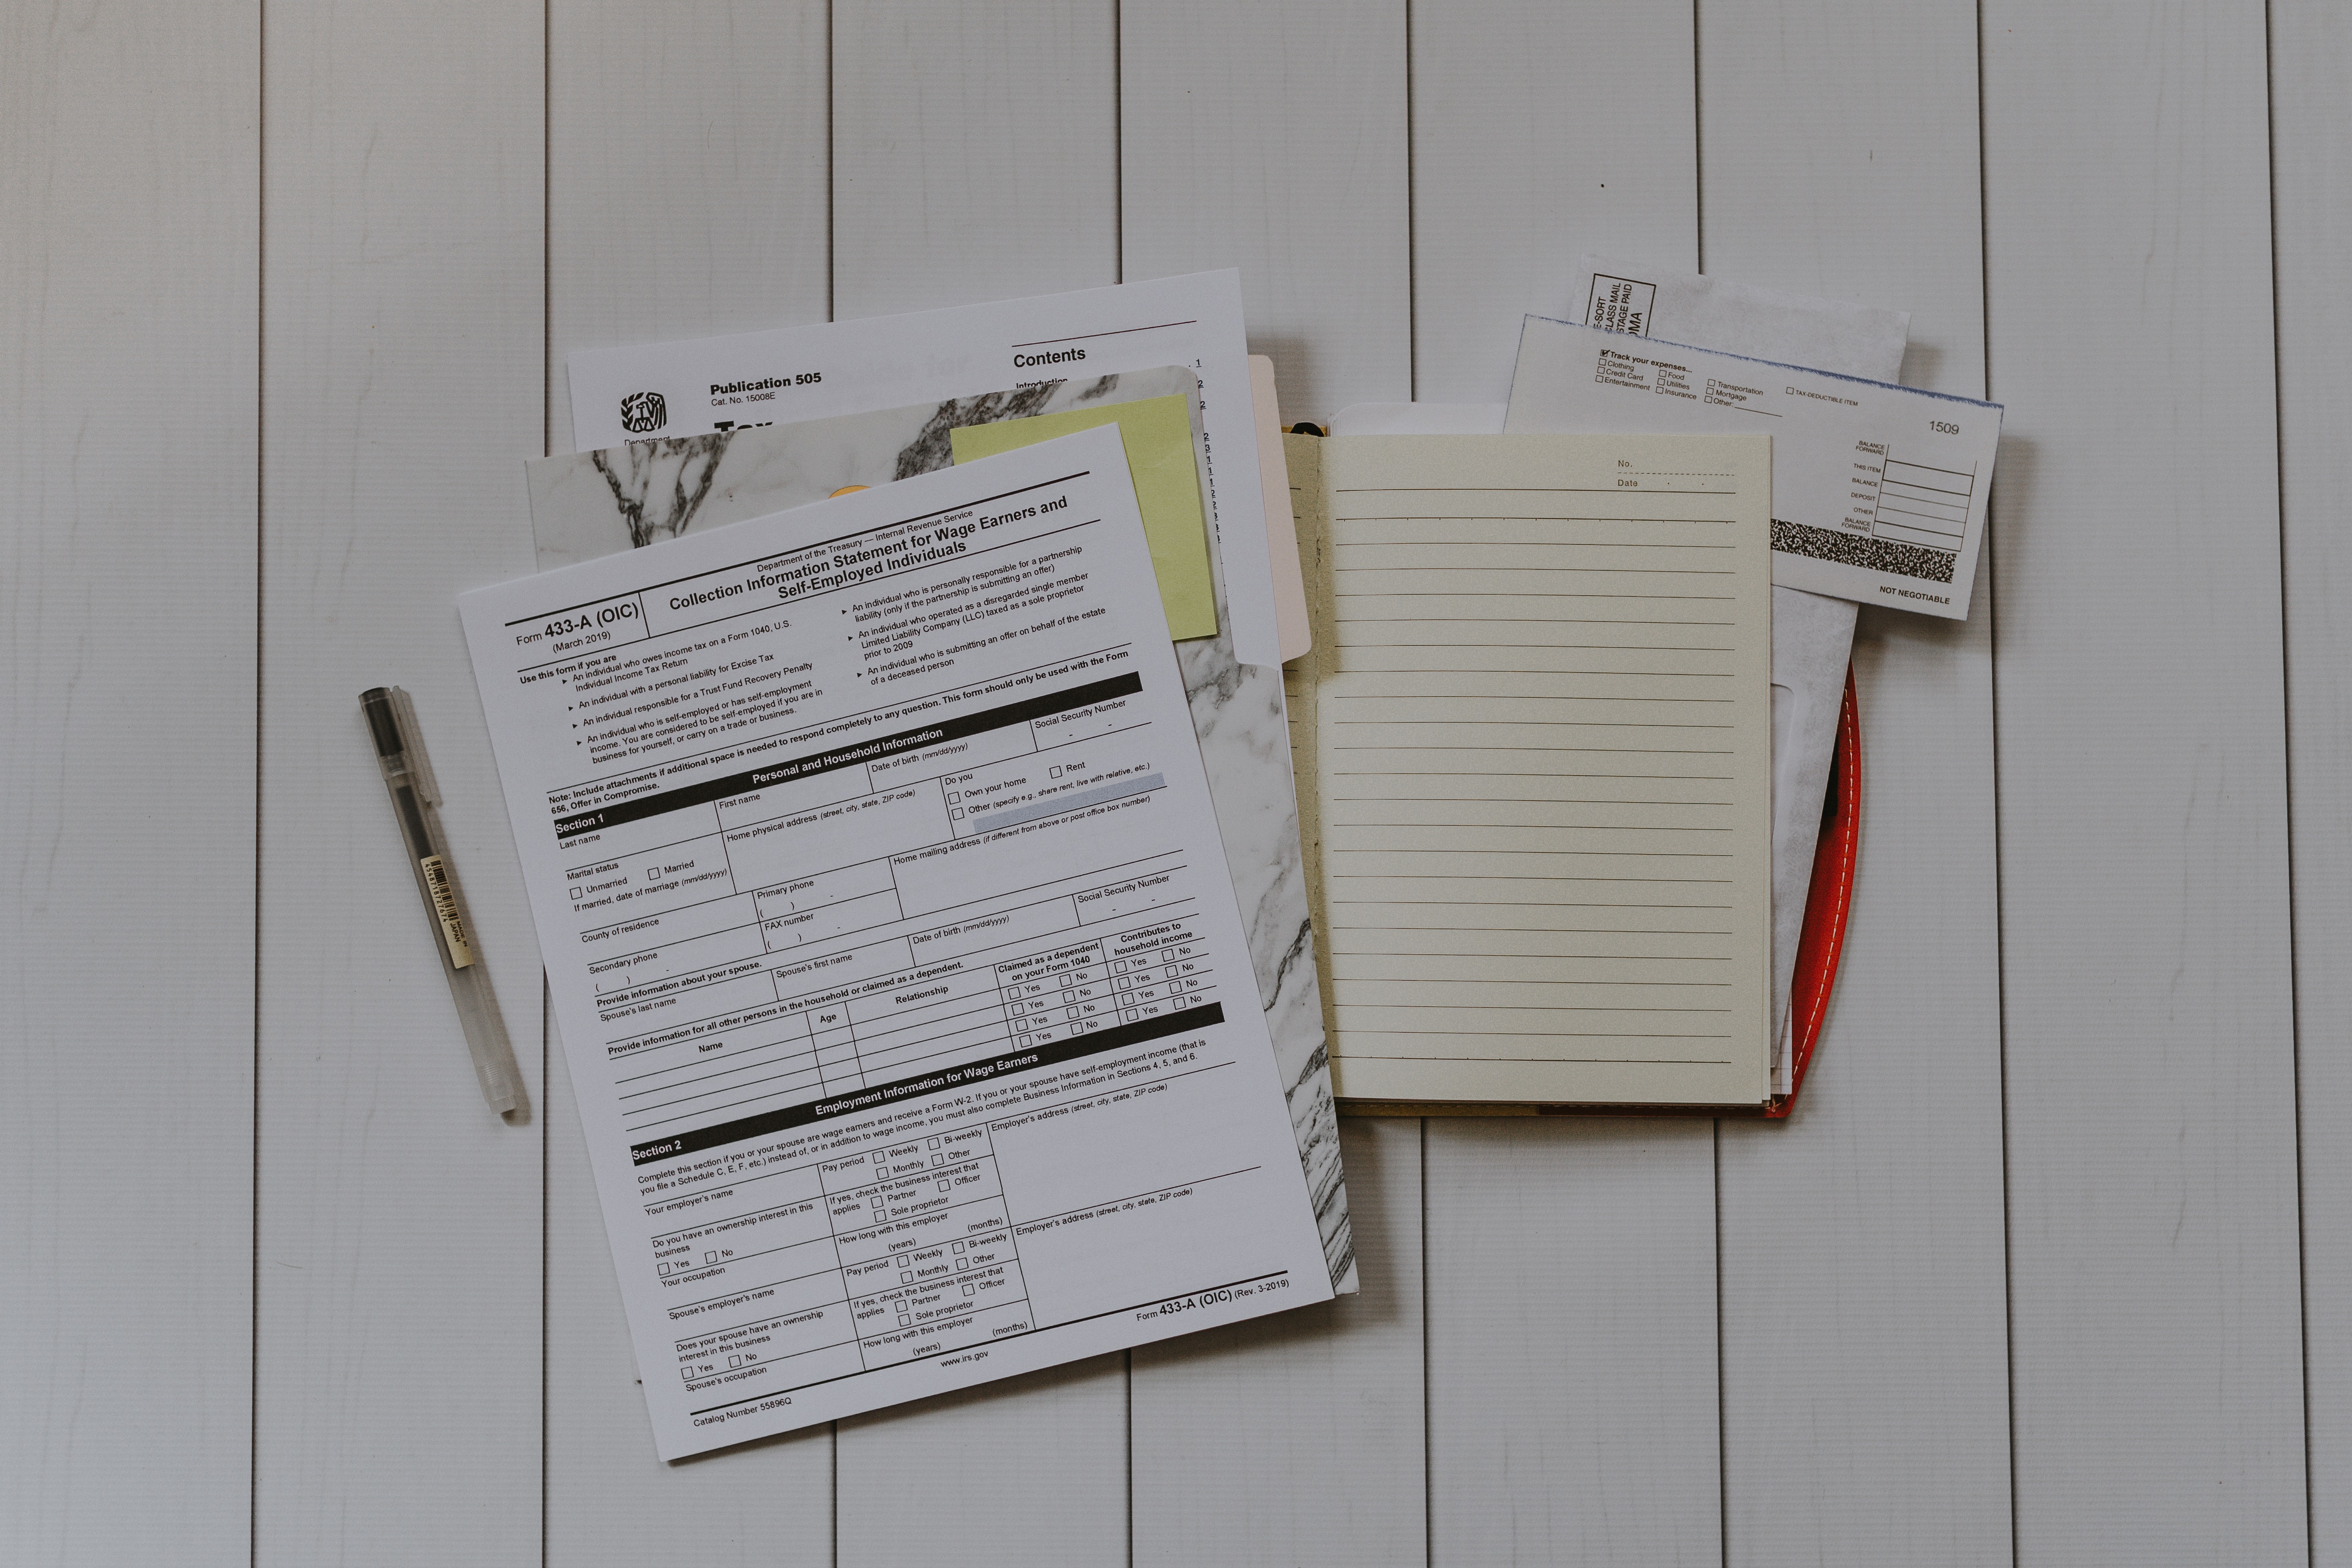 Publication 505
Cat. No. 15008E
Contents
Introduction
Department
Tax
Department of the Treasury — Internal Revenue Service
Form 433-A (OIC)
(March 2019)
Collection Information Statement for Wage Earners and
Self-Employed Individuals
Use this form if you are
► An individual who owes income tax on a Form 1040, U.S.
Individual Income Tax Return
► An individual with a personal liability for Excise Tax
► An individual responsible for a Trust Fund Recovery Penalty
► An individual who is self-employed or has self-employment
income. You are considered to be self-employed if you are in
business for yourself, or carry on a trade or business.
► An individual who is personally responsible for a partnership
liability (only if the partnership is submitting an offer)
► An individual who operated as a disregarded single member
Limited Liability Company (LLC) taxed as a sole proprietor
prior to 2009
► An individual who is submitting an offer on behalf of the estate
of a deceased person
Note: Include attachments if additional space is needed to respond completely to any question. This form should only be used with the Form
656, Offer in Compromise.
Section 1 Personal and Household Information
Last name
First name
Date of birth (mm/dd/yyyy)
Social Security Number
- -
Marital status
Unmarried Married
If married, date of marriage (mm/dd/yyyy)
Home physical address (street, city, state, ZIP code)
Do you
Own your home Rent
Other (specify e.g., share rent, live with relative, etc.)
County of residence
Primary phone
( ) -
Home mailing address (if different from above or post office box number)
Secondary phone
( ) -
FAX number
( ) -
Provide information about your spouse.
Spouse's last name
Spouse's first name
Date of birth (mm/dd/yyyy)
Social Security Number
- -
Provide information for all other persons in the household or claimed as a dependent.
Name Age Relationship
Claimed as a dependent
on your Form 1040
Contributes to
household income
Yes No Yes No
Yes No Yes No
Yes No Yes No
Yes No Yes No
Section 2 Employment Information for Wage Earners
Complete this section if you or your spouse are wage earners and receive a Form W-2. If you or your spouse have self-employment income (that is
you file a Schedule C, E, F, etc.) instead of, or in addition to wage income, you must also complete Business Information in Sections 4, 5, and 6.
Your employer's name
Pay period Weekly Bi-weekly
Monthly Other
Employer's address (street, city, state, ZIP code)
Do you have an ownership interest in this
business
Yes No
If yes, check the business interest that
applies Partner Officer
Sole proprietor
Your occupation
How long with this employer
(years) (months)
Spouse's employer's name
Pay period Weekly Bi-weekly
Monthly Other
Employer's address (street, city, state, ZIP code)
Does your spouse have an ownership
interest in this business
Yes No
If yes, check the business interest that
applies Partner Officer
Sole proprietor
Spouse's occupation
How long with this employer
(years) (months)
Catalog Number 55896Q
www.irs.gov
Form 433-A (OIC) (Rev. 3-2019)
MADE IN
JAPAN
No.
Date
CLASS MAIL
Track your expenses...
Clothing
Credit Card
Entertainment
Food
Utilities
Insurance
Transportation
Mortgage
Other:
TAX-DEDUCTIBLE ITEM
1509
BALANCE
FORWARD
THIS ITEM
BALANCE
DEPOSIT
OTHER
BALANCE
FORWARD
NOT NEGOTIABLE